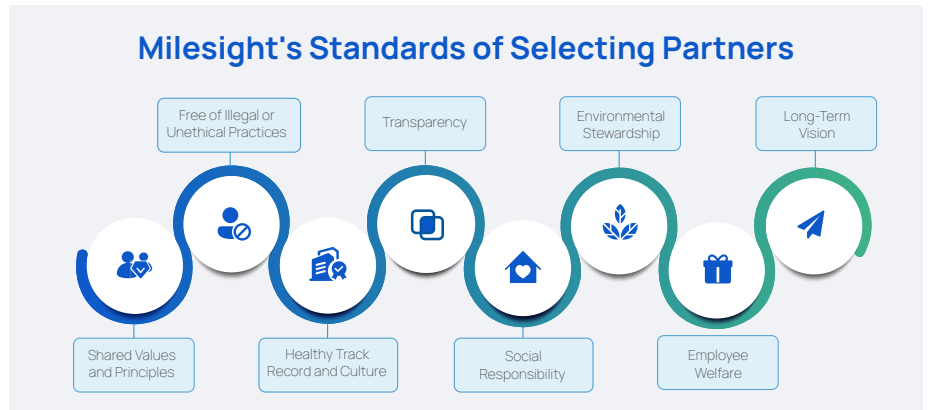 Milesight's Standards of Selecting Partners
Free of Illegal or
Unethical Practices
Transparency
Environmental
Stewardship
Long-Term
Vision
Shared Values
and Principles
Healthy Track
Record and Culture
Social
Responsibility
Employee
Welfare